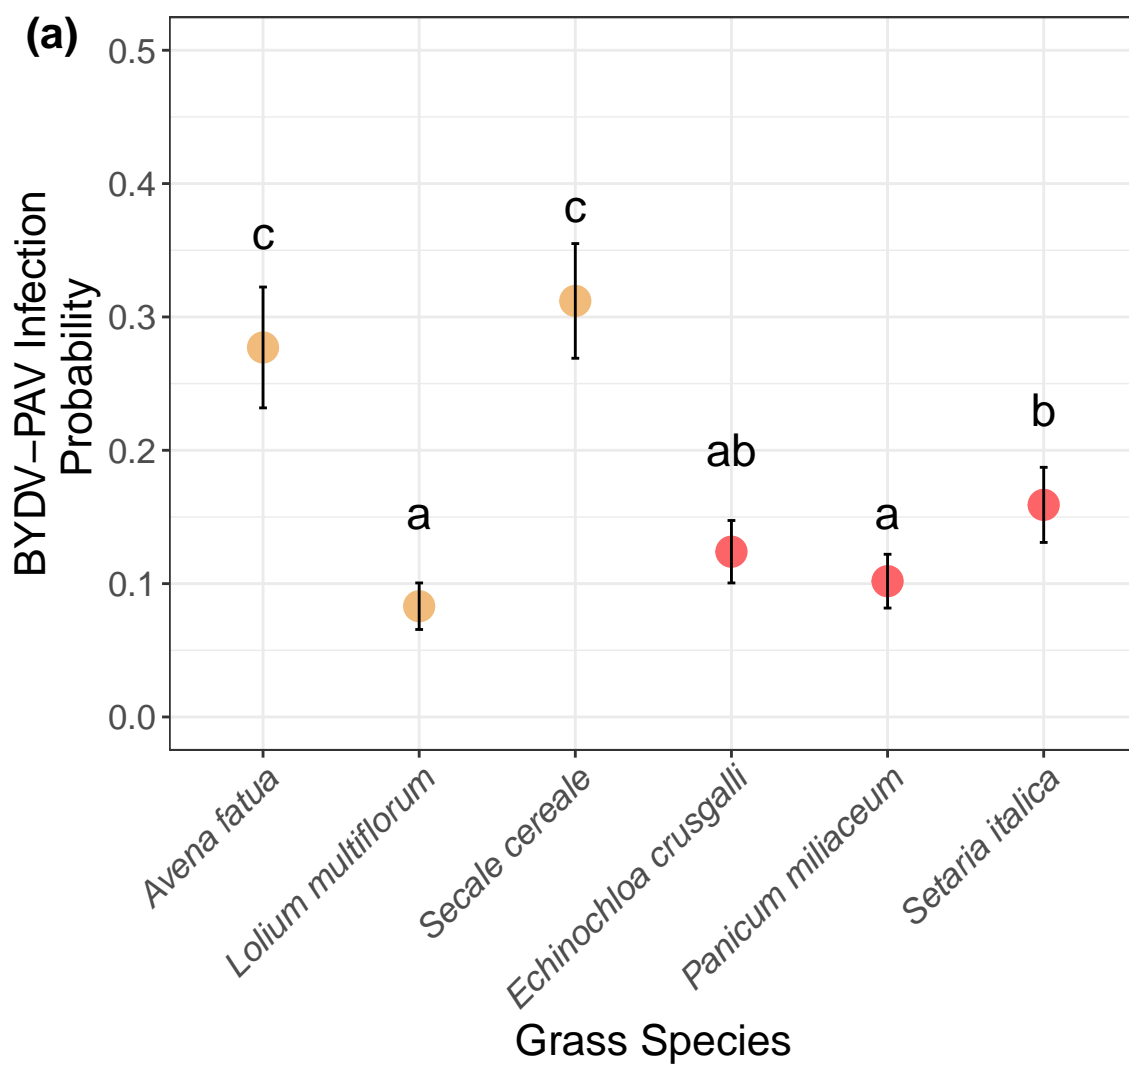 (a)
BYDV−PAV Infection
Probability
0.5
0.4
0.3
0.2
0.1
0.0
c
a
c
ab
a
b
Avena fatua
Lolium multiflorum
Secale cereale
Echinochloa crusgalli
Panicum miliaceum
Setaria italica
Grass Species